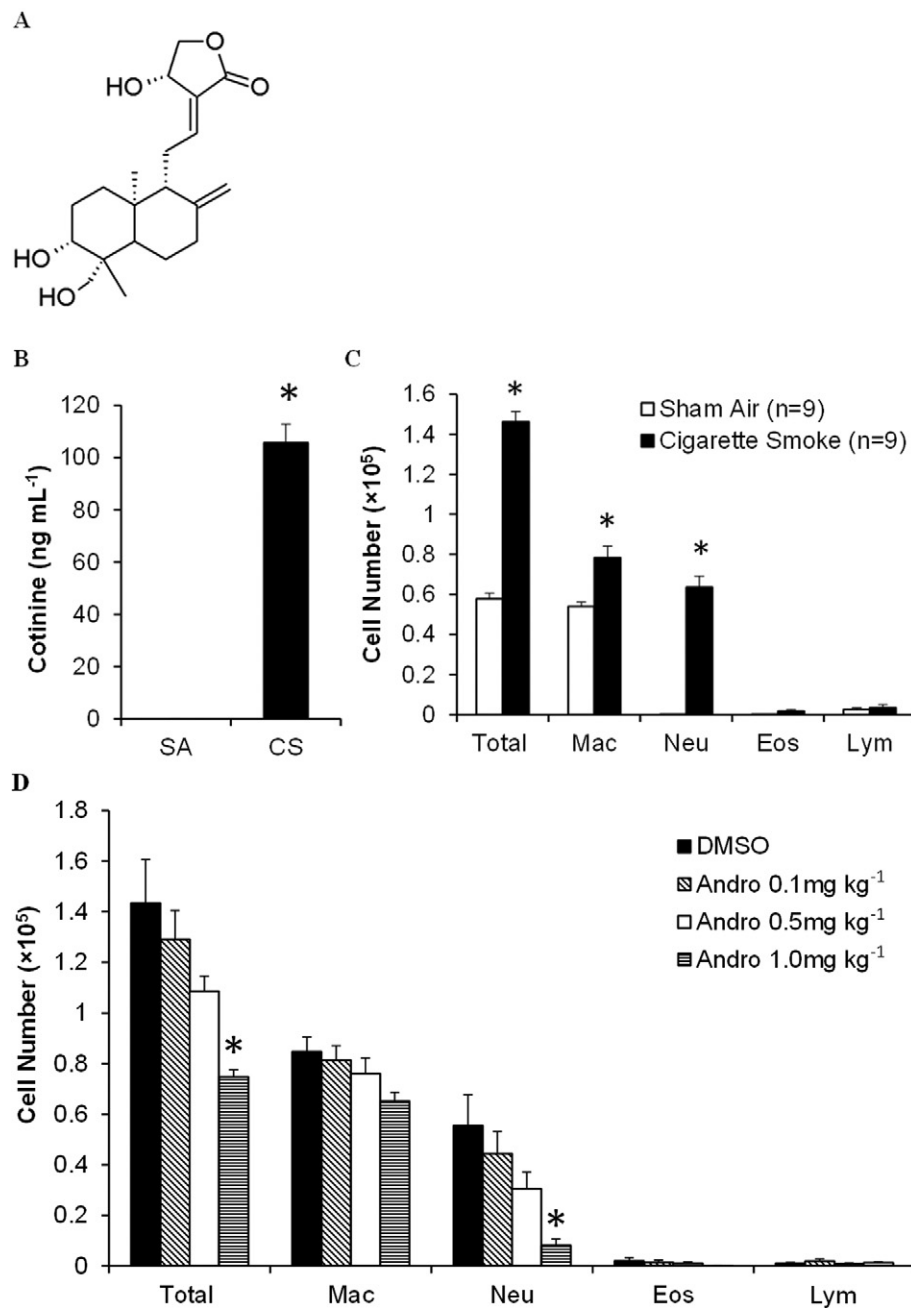 A
O
O
HO
HO
HO
B
C
*
120
100
80
60
40
20
0
Cotinine (ng mL⁻¹)
SA
CS
1.6
1.4
1.2
1
0.8
0.6
0.4
0.2
0
Cell Number (×10⁵)
*
*
*
Sham Air (n=9)
Cigarette Smoke (n=9)
Total
Mac
Neu
Eos
Lym
D
1.8
1.6
1.4
1.2
1
0.8
0.6
0.4
0.2
0
Cell Number (×10⁵)
*
*
DMSO
Andro 0.1mg kg⁻¹
Andro 0.5mg kg⁻¹
Andro 1.0mg kg⁻¹
Total
Mac
Neu
Eos
Lym